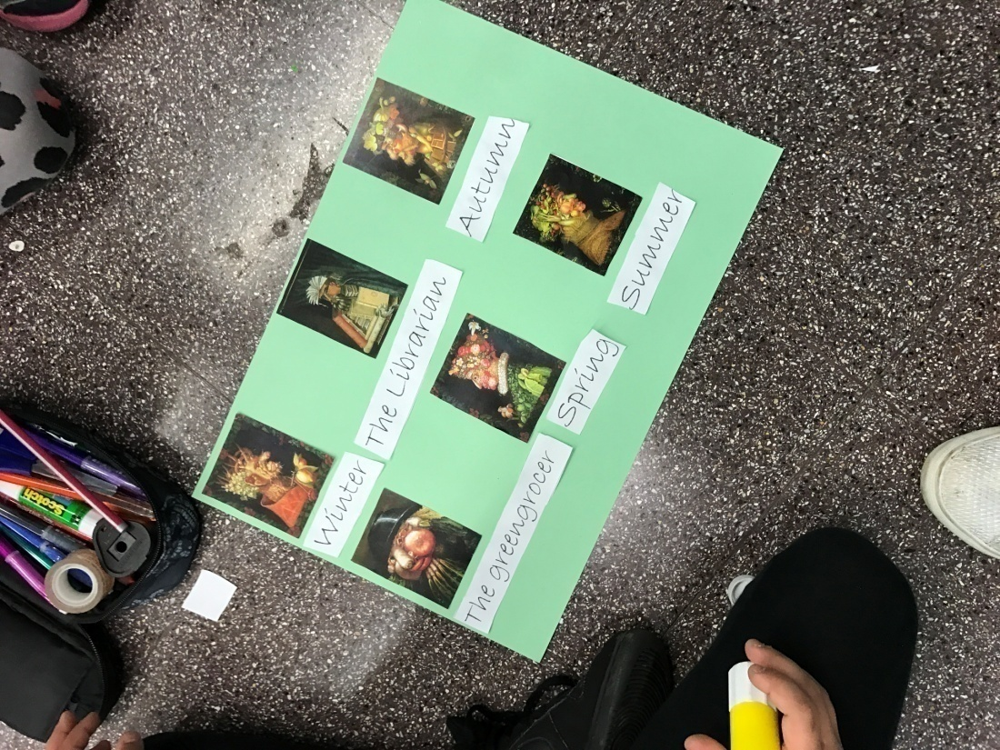 Winter
The Librarian
Autumn
The greengrocer
Spring
Summer
Scotch